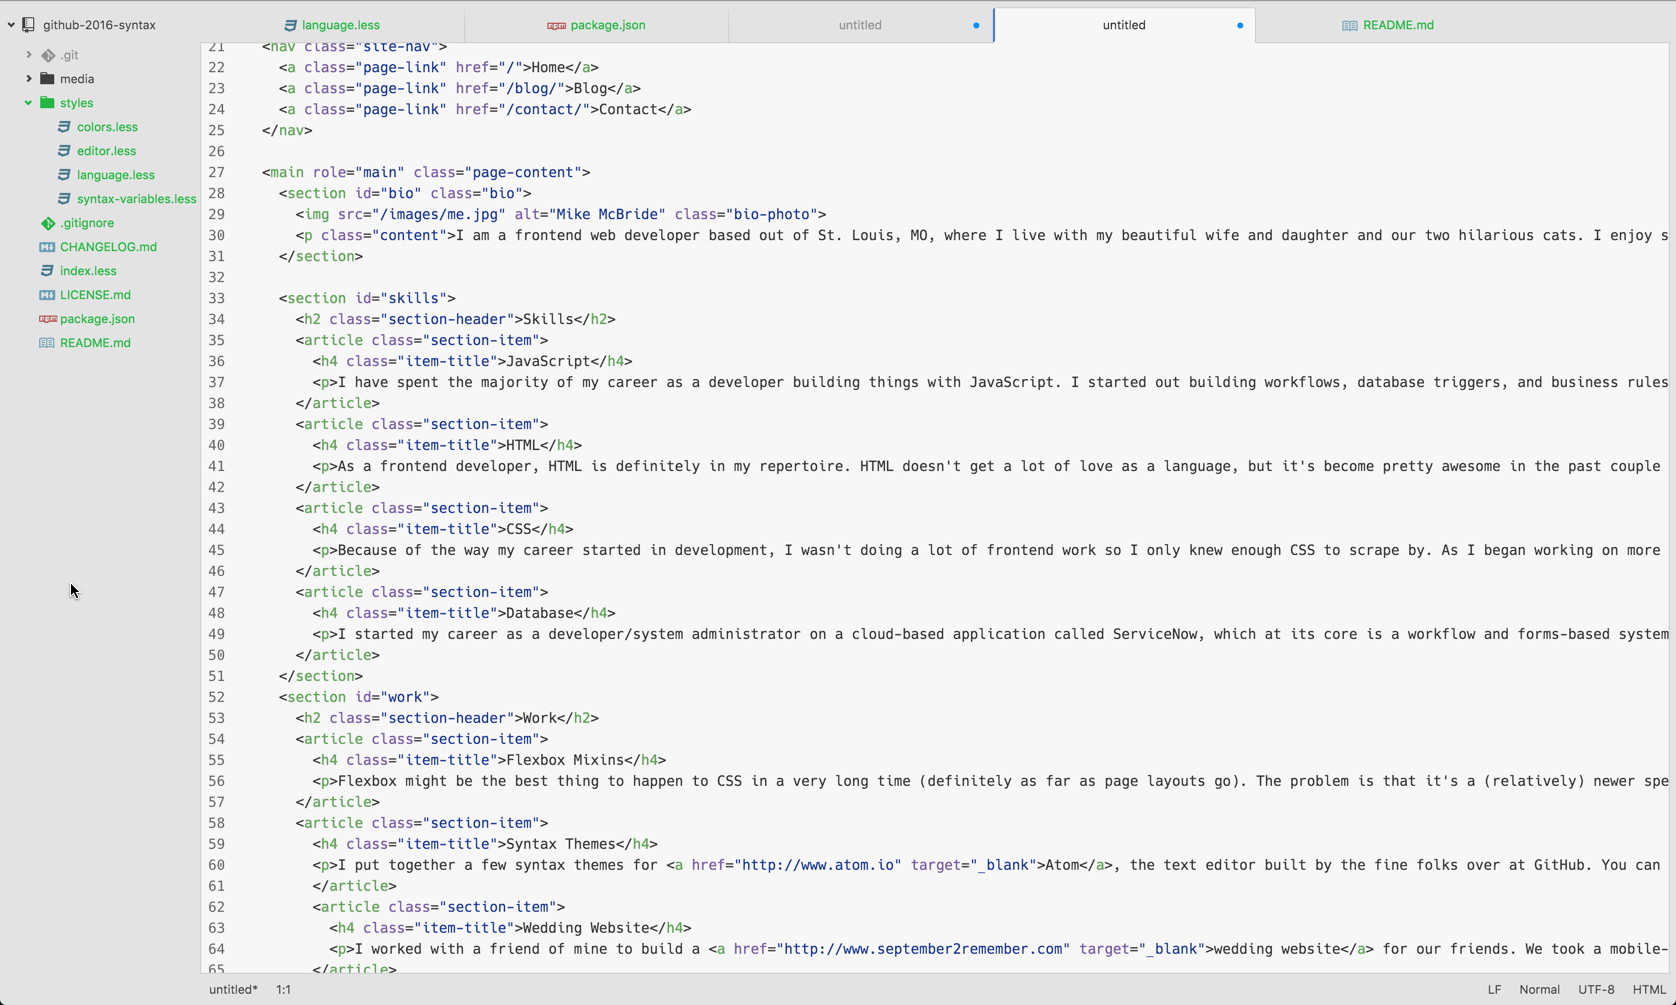 github-2016-syntax
.git
media
styles
colors.less
editor.less
language.less
syntax-variables.less
.gitignore
CHANGELOG.md
index.less
LICENSE.md
package.json
README.md
language.less
package.json
untitled
untitled
README.md
21 <nav class="site-nav">
22 <a class="page-link" href="/">Home</a>
23 <a class="page-link" href="/blog/">Blog</a>
24 <a class="page-link" href="/contact/">Contact</a>
25 </nav>
26
27 <main role="main" class="page-content">
28 <section id="bio" class="bio">
29 <img src="/images/me.jpg" alt="Mike McBride" class="bio-photo">
30 <p class="content">I am a frontend web developer based out of St. Louis, MO, where I live with my beautiful wife and daughter and our two hilarious cats. I enjoy s
31 </section>
32
33 <section id="skills">
34 <h2 class="section-header">Skills</h2>
35 <article class="section-item">
36 <h4 class="item-title">JavaScript</h4>
37 <p>I have spent the majority of my career as a developer building things with JavaScript. I started out building workflows, database triggers, and business rules
38 </article>
39 <article class="section-item">
40 <h4 class="item-title">HTML</h4>
41 <p>As a frontend developer, HTML is definitely in my repertoire. HTML doesn't get a lot of love as a language, but it's become pretty awesome in the past couple
42 </article>
43 <article class="section-item">
44 <h4 class="item-title">CSS</h4>
45 <p>Because of the way my career started in development, I wasn't doing a lot of frontend work so I only knew enough CSS to scrape by. As I began working on more
46 </article>
47 <article class="section-item">
48 <h4 class="item-title">Database</h4>
49 <p>I started my career as a developer/system administrator on a cloud-based application called ServiceNow, which at its core is a workflow and forms-based system
50 </article>
51 </section>
52 <section id="work">
53 <h2 class="section-header">Work</h2>
54 <article class="section-item">
55 <h4 class="item-title">Flexbox Mixins</h4>
56 <p>Flexbox might be the best thing to happen to CSS in a very long time (definitely as far as page layouts go). The problem is that it's a (relatively) newer spe
57 </article>
58 <article class="section-item">
59 <h4 class="item-title">Syntax Themes</h4>
60 <p>I put together a few syntax themes for <a href="http://www.atom.io" target="_blank">Atom</a>, the text editor built by the fine folks over at GitHub. You can
61 </article>
62 <article class="section-item">
63 <h4 class="item-title">Wedding Website</h4>
64 <p>I worked with a friend of mine to build a <a href="http://www.september2remember.com" target="_blank">wedding website</a> for our friends. We took a mobile-
65 </article>
untitled* 1:1 LF Normal UTF-8 HTML